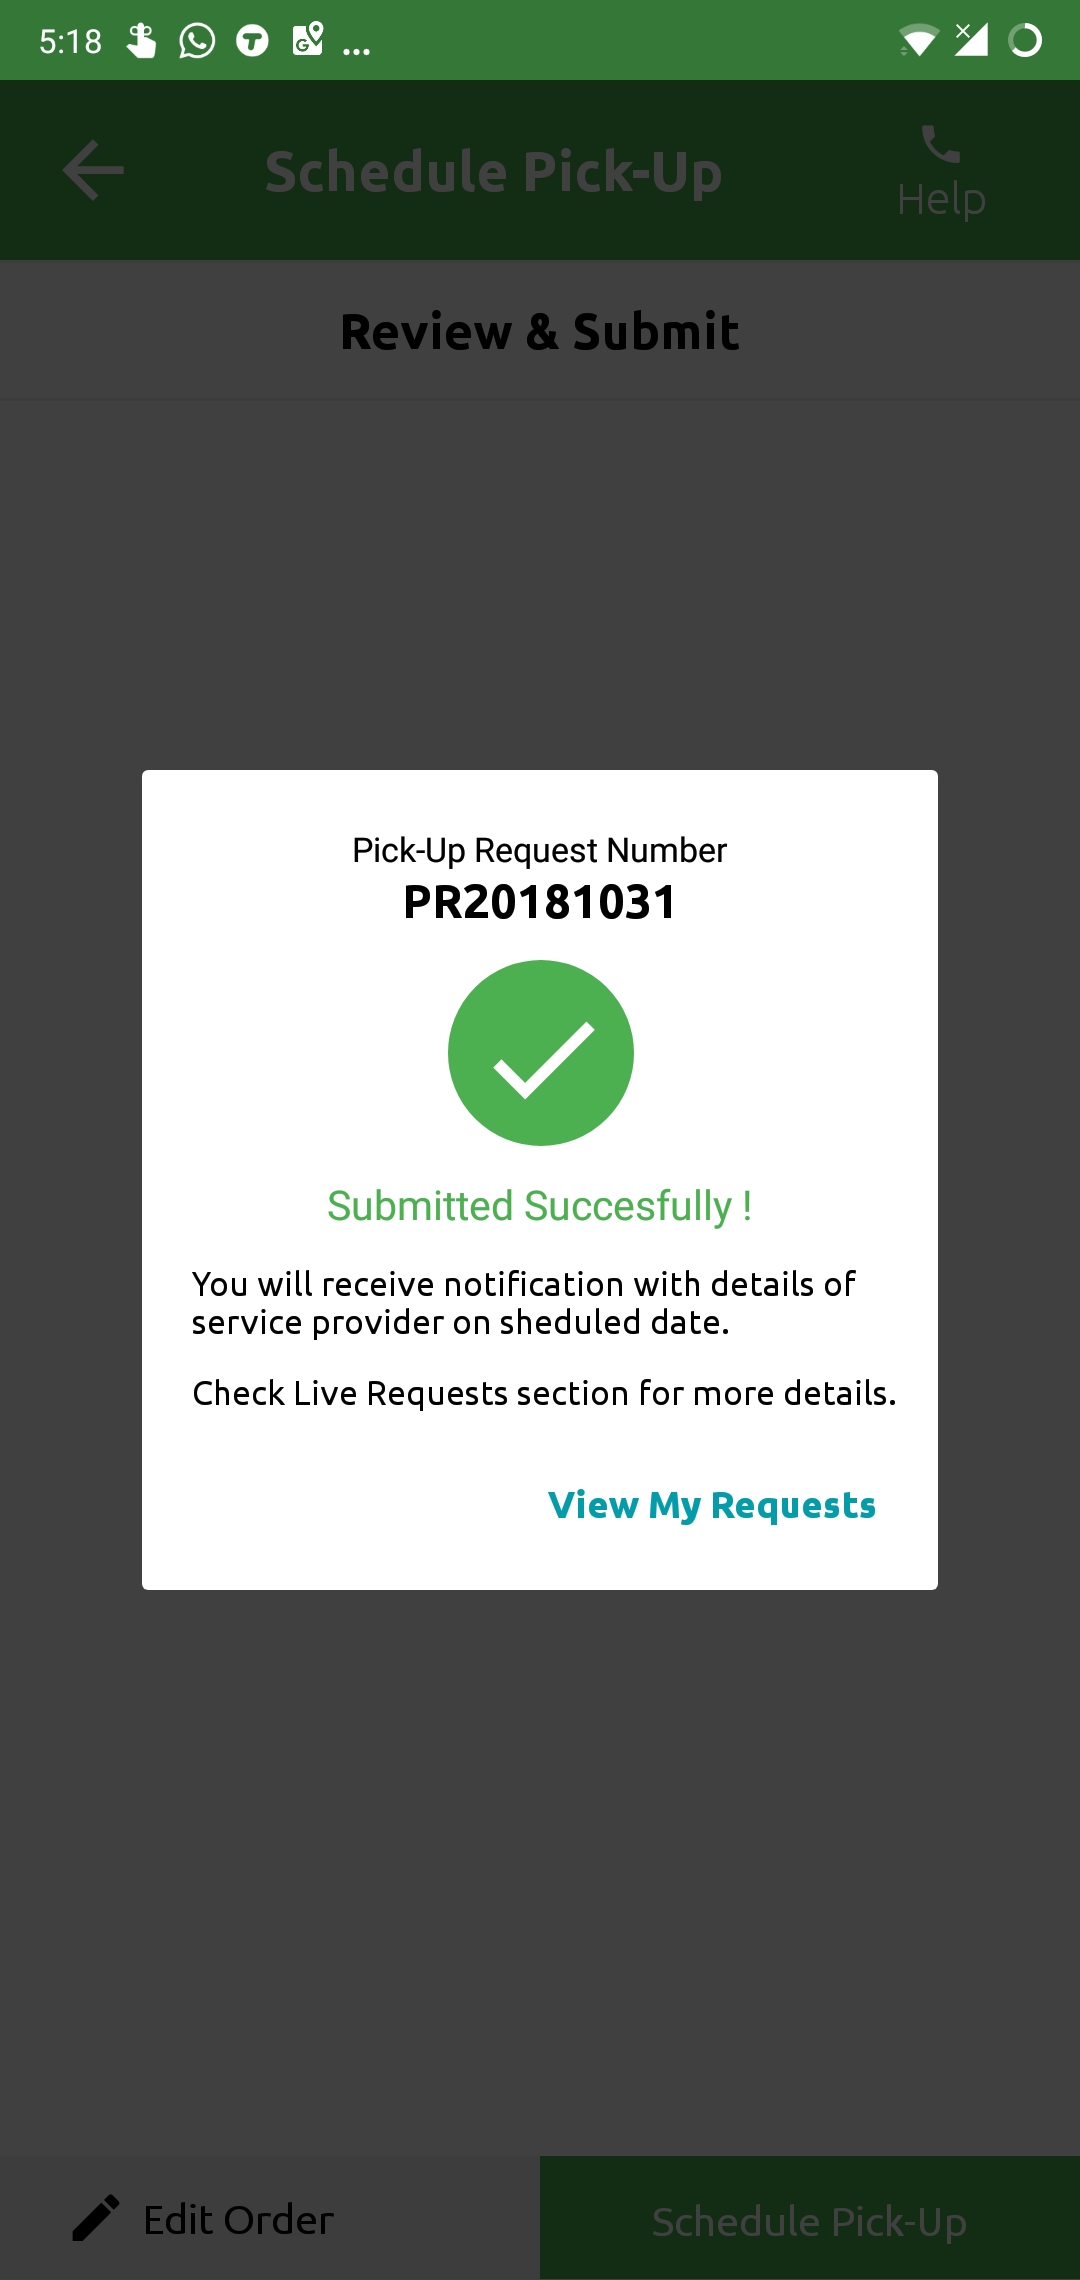 5:18
Schedule Pick-Up
Help
Review & Submit
Pick-Up Request Number
PR20181031
Submitted Succesfully !
You will receive notification with details of
service provider on sheduled date.
Check Live Requests section for more details.
View My Requests
Edit Order
Schedule Pick-Up